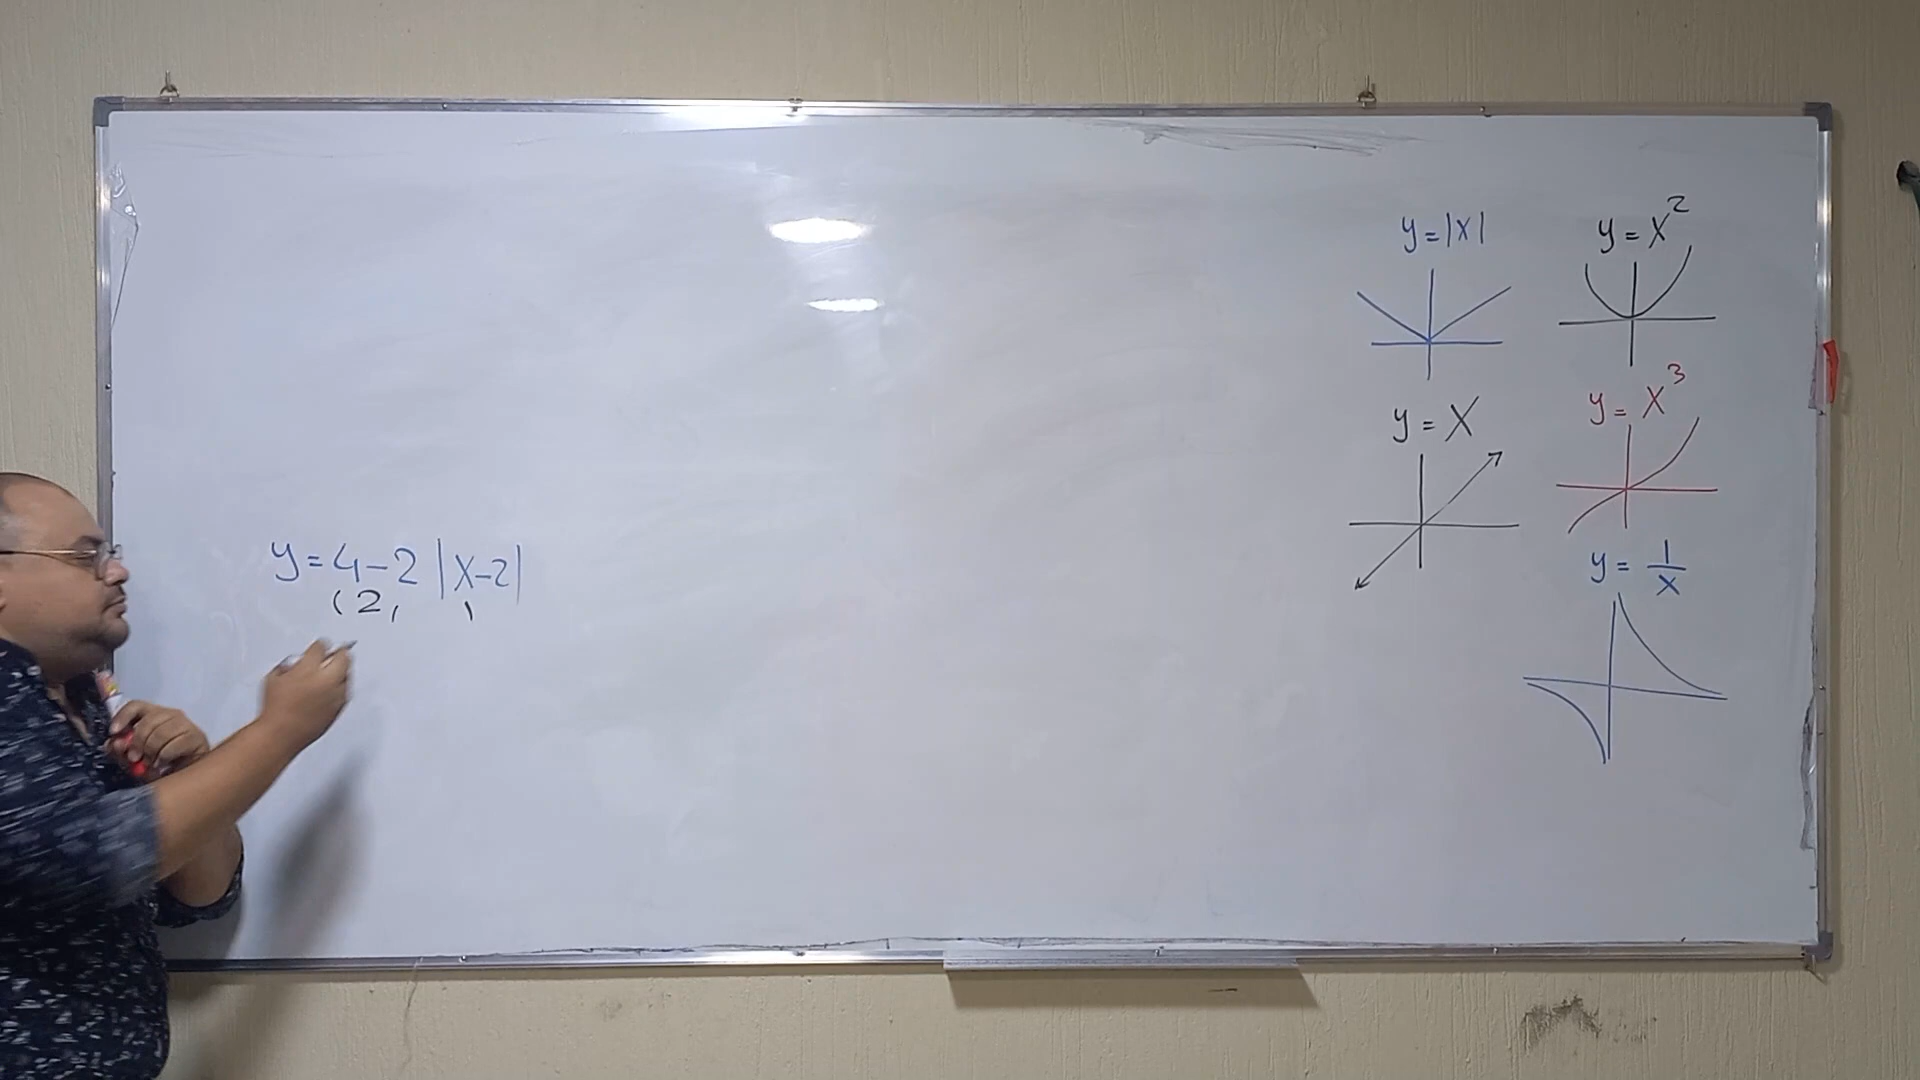 y=|x|
y=x²
y=x
y=x³
y=4-2|x-2|
(2,
y=1/x